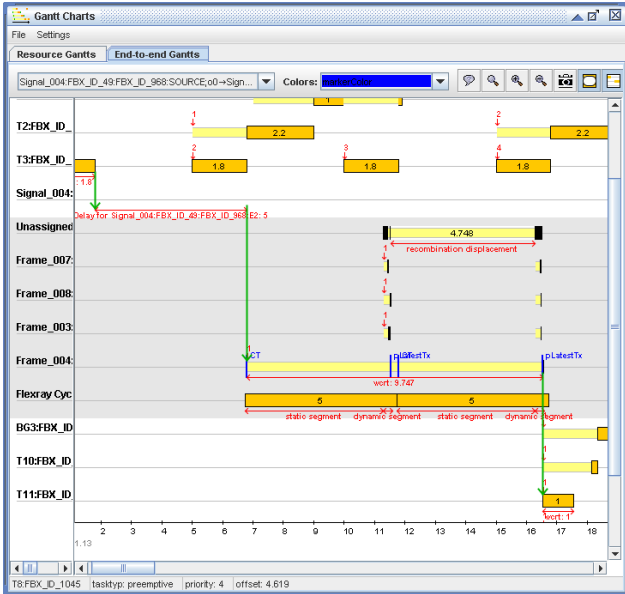 Gantt Charts
File Settings
Resource Gantts End-to-end Gantts
Signal_004:FBX_ID_49:FBX_ID_968:SOURCE;o0→Sign... Colors:
T2:FBX_ID_ 1 2.2 2 2.2
T3:FBX_ID_ 2 1.8 3 1.8 4 1.8
: 1.8
Signal_004:
Delay for Signal_004:FBX_ID_49:FBX_ID_968 E2: 5
Unassigned 4.748
recombination displacement
Frame_007: 1
Frame_008: 1
Frame_003: 1
Frame_004: 1 CT pLatestTx pLatestTx
wcrt: 9.747
Flexray Cyc 5 5
static segment dynamic segment static segment dynamic segment
BG3:FBX_ID
T10:FBX_ID 1
T11:FBX_ID 1 1
wcrt: 1
2 3 4 5 6 7 8 9 10 11 12 13 14 15 16 17 18
1.13
T8:FBX_ID_1045 tasktyp: preemptive priority: 4 offset: 4.619